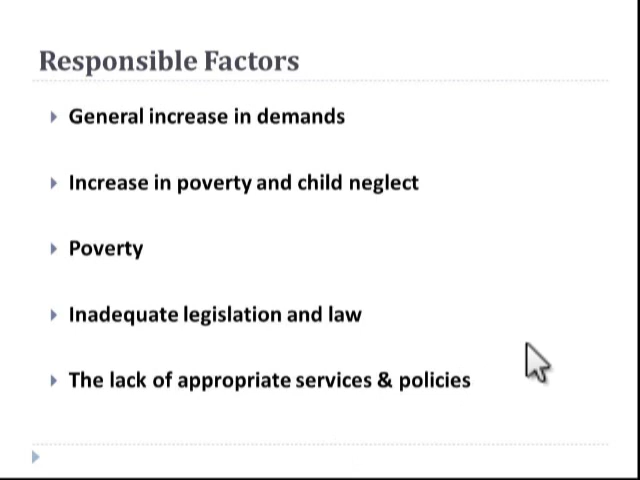 Responsible Factors
General increase in demands
Increase in poverty and child neglect
Poverty
Inadequate legislation and law
The lack of appropriate services & policies